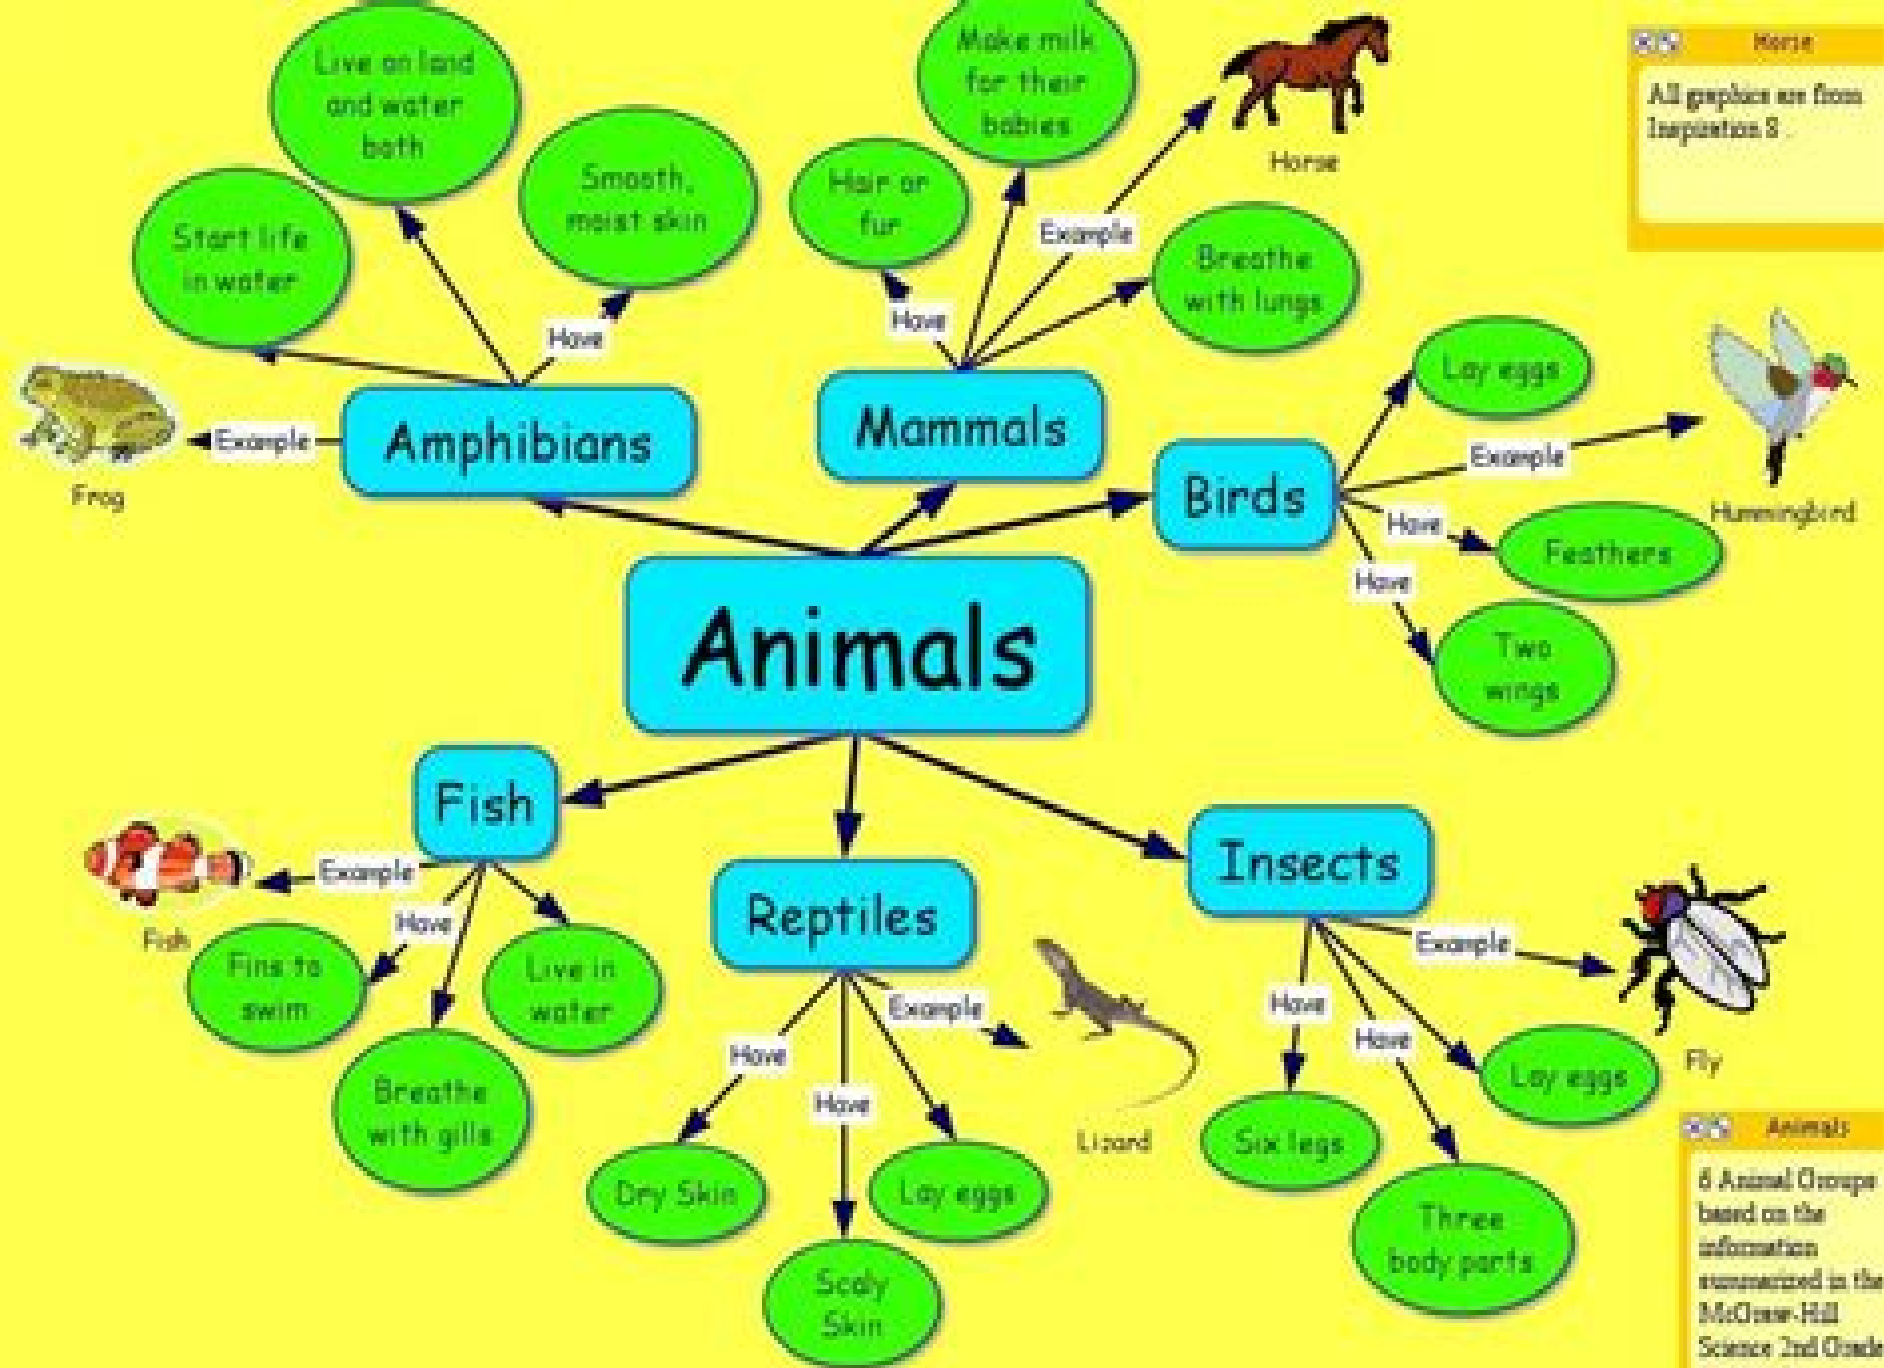 Live on land
and water
both
Start life
in water
Smooth,
moist skin
Have
Example
Frog
Amphibians
Make milk
for their
babies
Hair or
fur
Have
Example
Horse
Breathe
with lungs
Mammals
Horse
All graphics are from
Inspiration 8 .
Birds
Lay eggs
Example
Hummingbird
Have
Feathers
Have
Two
wings
Animals
Fish
Example
Fish
Have
Fins to
swim
Breathe
with gills
Live in
water
Reptiles
Example
Lizard
Have
Dry Skin
Have
Scaly
Skin
Lay eggs
Insects
Example
Fly
Have
Six legs
Have
Three
body parts
Lay eggs
Animals
6 Animal Groups
based on the
information
summarized in the
McGraw-Hill
Science 2nd Grade